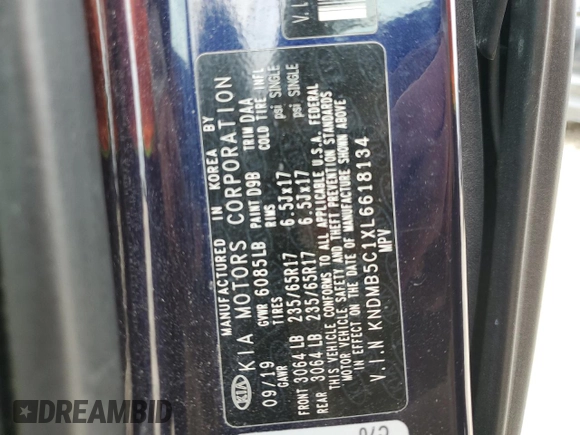 MANUFACTURED IN KOREA BY
KIA KIA MOTORS CORPORATION
09/19 GVWR 6085LB PAINT D9B TRIM DAA
GAWR TIRES RIMS COLD TIRE INFL
FRONT 3064 LB 235/65R17 6.5Jx17 psi SINGLE
REAR 3064 LB 235/65R17 6.5Jx17 psi SINGLE
THIS VEHICLE CONFORMS TO ALL APPLICABLE U.S.A. FEDERAL
MOTOR VEHICLE SAFETY AND THEFT PREVENTION STANDARDS
IN EFFECT ON THE DATE OF MANUFACTURE SHOWN ABOVE
V.I.N KNDMB5C1XL6618134
MPV
V.I.
DREAMBID